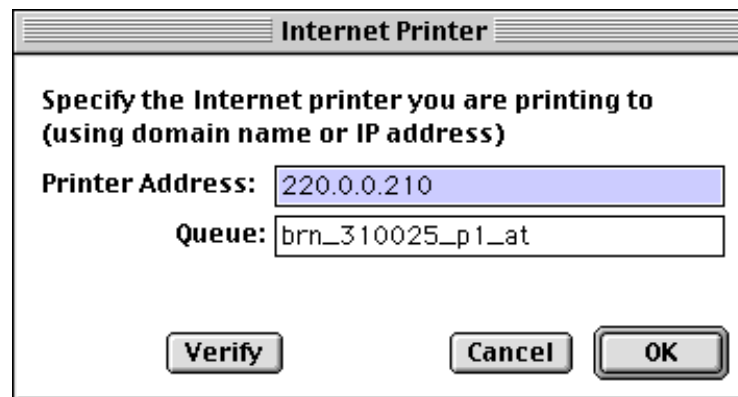 Internet Printer
Specify the Internet printer you are printing to
(using domain name or IP address)
Printer Address: 220.0.0.210
Queue: brn_310025_p1_at
Verify Cancel OK